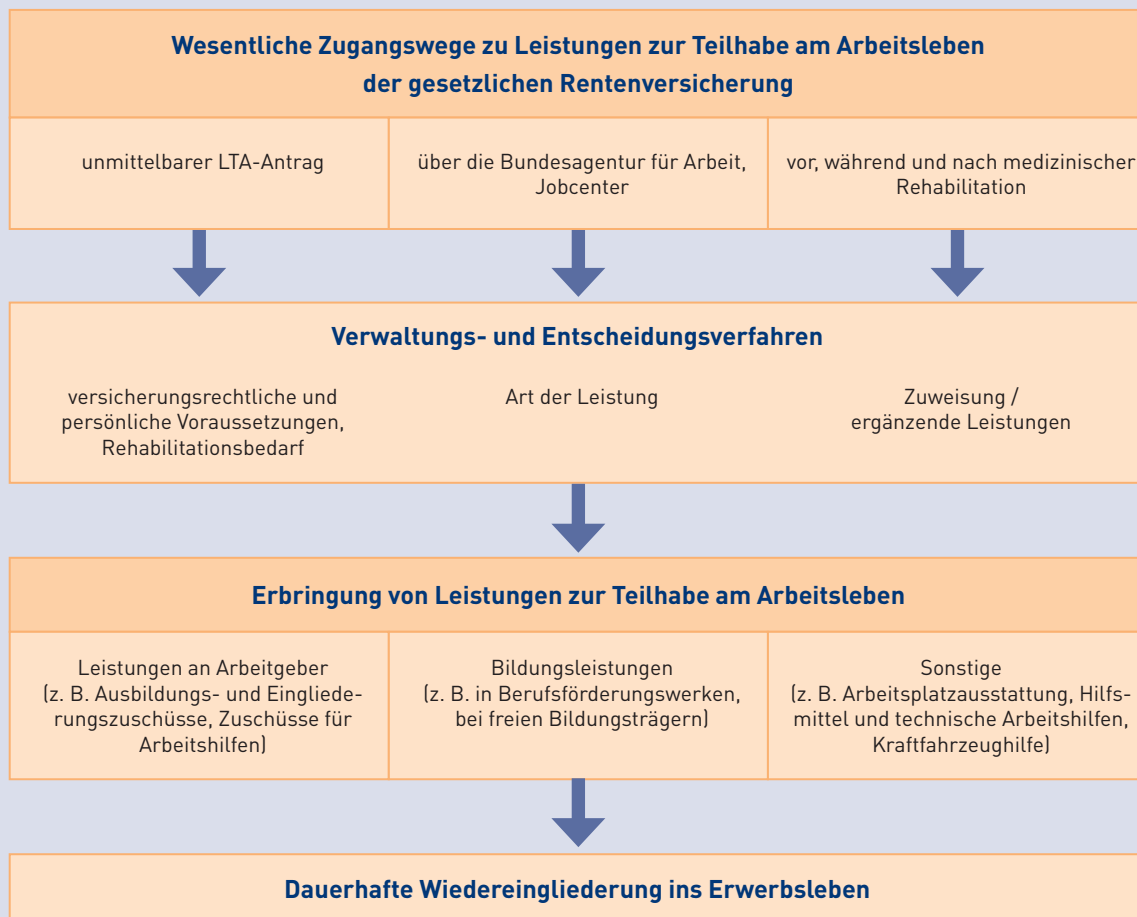 Wesentliche Zugangswege zu Leistungen zur Teilhabe am Arbeitsleben
der gesetzlichen Rentenversicherung
unmittelbarer LTA-Antrag
über die Bundesagentur für Arbeit,
Jobcenter
vor, während und nach medizinischer
Rehabilitation
Verwaltungs- und Entscheidungsverfahren
versicherungsrechtliche und
persönliche Voraussetzungen,
Rehabilitationsbedarf
Art der Leistung
Zuweisung /
ergänzende Leistungen
Erbringung von Leistungen zur Teilhabe am Arbeitsleben
Leistungen an Arbeitgeber
(z. B. Ausbildungs- und Eingliede-
rungszuschüsse, Zuschüsse für
Arbeitshilfen)
Bildungsleistungen
(z. B. in Berufsförderungswerken,
bei freien Bildungsträgern)
Sonstige
(z. B. Arbeitsplatzausstattung, Hilfs-
mittel und technische Arbeitshilfen,
Kraftfahrzeughilfe)
Dauerhafte Wiedereingliederung ins Erwerbsleben